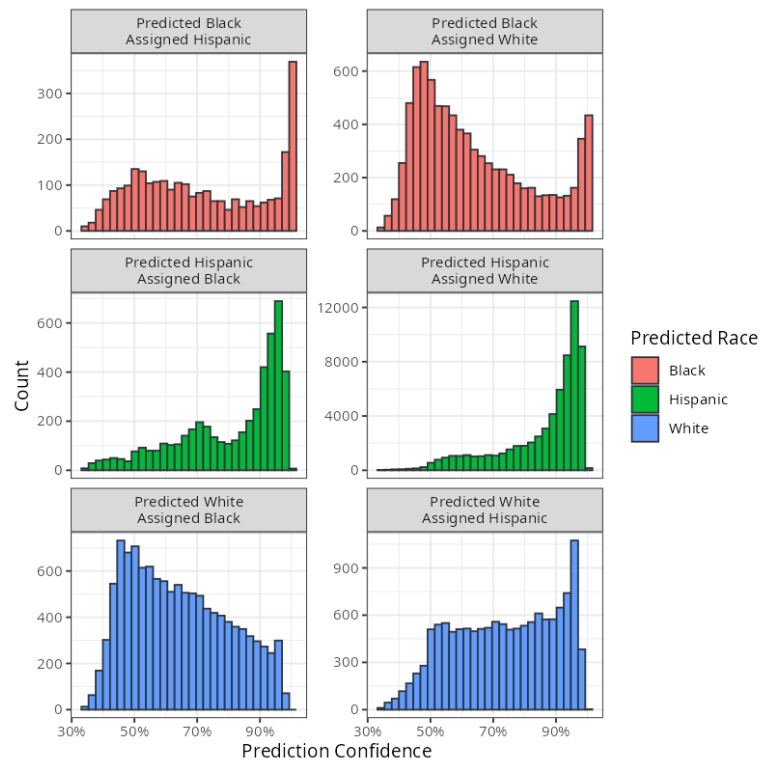 Predicted Black
Assigned Hispanic
Predicted Black
Assigned White
300
200
100
0
600
400
200
0
Predicted Hispanic
Assigned Black
Predicted Hispanic
Assigned White
600
400
200
0
12000
8000
4000
0
Count
Predicted Race
Black
Hispanic
White
Predicted White
Assigned Black
Predicted White
Assigned Hispanic
600
400
200
0
900
600
300
0
30% 50% 70% 90%
30% 50% 70% 90%
Prediction Confidence